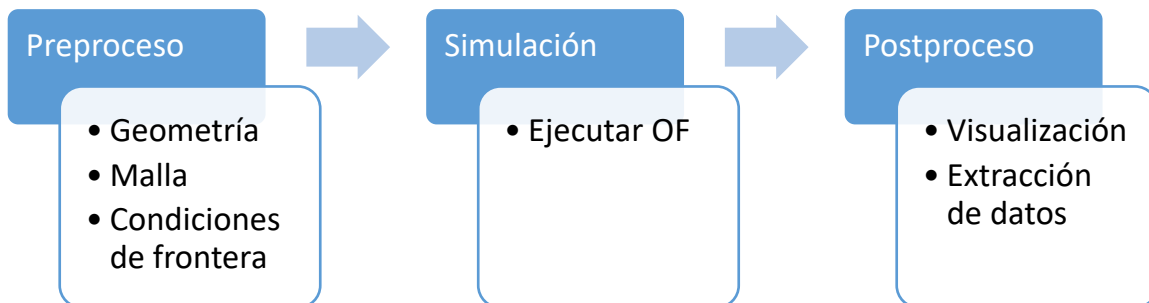 Preproceso
• Geometría
• Malla
• Condiciones
de frontera
Simulación
• Ejecutar OF
Postproceso
• Visualización
• Extracción
de datos